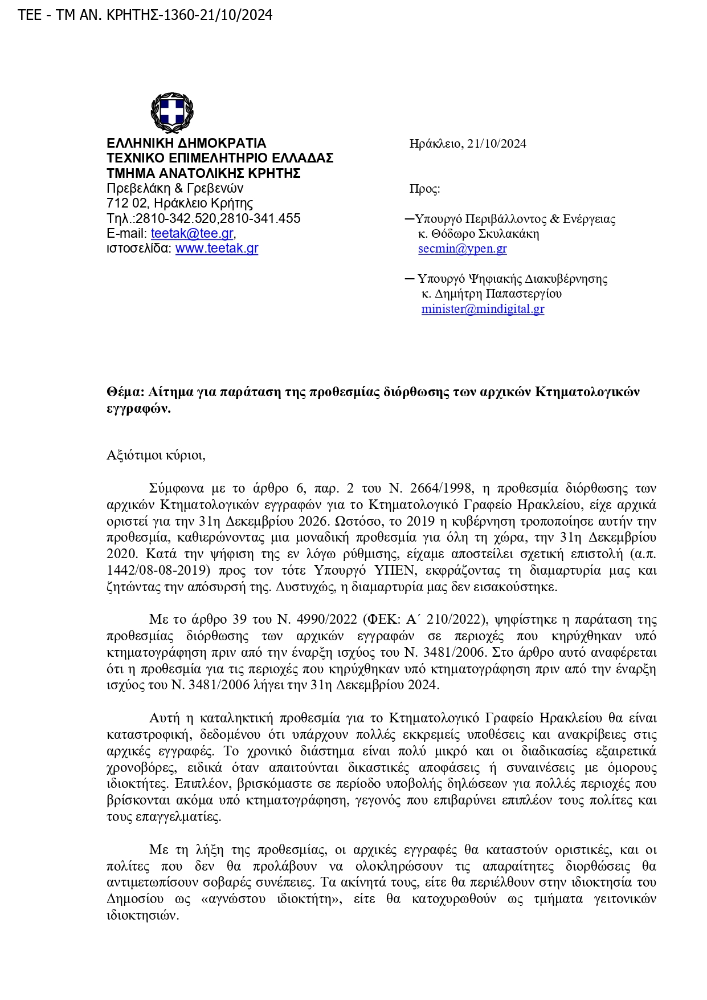 ΤΕΕ - ΤΜ ΑΝ. ΚΡΗΤΗΣ-1360-21/10/2024
ΕΛΛΗΝΙΚΗ ΔΗΜΟΚΡΑΤΙΑ
ΤΕΧΝΙΚΟ ΕΠΙΜΕΛΗΤΗΡΙΟ ΕΛΛΑΔΑΣ
ΤΜΗΜΑ ΑΝΑΤΟΛΙΚΗΣ ΚΡΗΤΗΣ
Πρεβελάκη & Γρεβενών
712 02, Ηράκλειο Κρήτης
Τηλ.:2810-342.520,2810-341.455
E-mail: teetak@tee.gr,
ιστοσελίδα: www.teetak.gr
Ηράκλειο, 21/10/2024
Προς:
–Υπουργό Περιβάλλοντος & Ενέργειας
κ. Θόδωρο Σκυλακάκη
secmin@ypen.gr
– Υπουργό Ψηφιακής Διακυβέρνησης
κ. Δημήτρη Παπαστεργίου
minister@mindigital.gr
Θέμα: Αίτημα για παράταση της προθεσμίας διόρθωσης των αρχικών Κτηματολογικών
εγγραφών.
Αξιότιμοι κύριοι,
Σύμφωνα με το άρθρο 6, παρ. 2 του Ν. 2664/1998, η προθεσμία διόρθωσης των
αρχικών Κτηματολογικών εγγραφών για το Κτηματολογικό Γραφείο Ηρακλείου, είχε αρχικά
οριστεί για την 31η Δεκεμβρίου 2026. Ωστόσο, το 2019 η κυβέρνηση τροποποίησε αυτήν την
προθεσμία, καθιερώνοντας μια μοναδική προθεσμία για όλη τη χώρα, την 31η Δεκεμβρίου
2020. Κατά την ψήφιση της εν λόγω ρύθμισης, είχαμε αποστείλει σχετική επιστολή (α.π.
1442/08-08-2019) προς τον τότε Υπουργό ΥΠΕΝ, εκφράζοντας τη διαμαρτυρία μας και
ζητώντας την απόσυρσή της. Δυστυχώς, η διαμαρτυρία μας δεν εισακούστηκε.
Με το άρθρο 39 του Ν. 4990/2022 (ΦΕΚ: Α΄ 210/2022), ψηφίστηκε η παράταση της
προθεσμίας διόρθωσης των αρχικών εγγραφών σε περιοχές που κηρύχθηκαν υπό
κτηματογράφηση πριν από την έναρξη ισχύος του Ν. 3481/2006. Στο άρθρο αυτό αναφέρεται
ότι η προθεσμία για τις περιοχές που κηρύχθηκαν υπό κτηματογράφηση πριν από την έναρξη
ισχύος του Ν. 3481/2006 λήγει την 31η Δεκεμβρίου 2024.
Αυτή η καταληκτική προθεσμία για το Κτηματολογικό Γραφείο Ηρακλείου θα είναι
καταστροφική, δεδομένου ότι υπάρχουν πολλές εκκρεμείς υποθέσεις και ανακρίβειες στις
αρχικές εγγραφές. Το χρονικό διάστημα είναι πολύ μικρό και οι διαδικασίες εξαιρετικά
χρονοβόρες, ειδικά όταν απαιτούνται δικαστικές αποφάσεις ή συναινέσεις με όμορους
ιδιοκτήτες. Επιπλέον, βρισκόμαστε σε περίοδο υποβολής δηλώσεων για πολλές περιοχές που
βρίσκονται ακόμα υπό κτηματογράφηση, γεγονός που επιβαρύνει επιπλέον τους πολίτες και
τους επαγγελματίες.
Με τη λήξη της προθεσμίας, οι αρχικές εγγραφές θα καταστούν οριστικές, και οι
πολίτες που δεν θα προλάβουν να ολοκληρώσουν τις απαραίτητες διορθώσεις θα
αντιμετωπίσουν σοβαρές συνέπειες. Τα ακίνητά τους, είτε θα περιέλθουν στην ιδιοκτησία του
Δημοσίου ως «αγνώστου ιδιοκτήτη», είτε θα κατοχυρωθούν ως τμήματα γειτονικών
ιδιοκτησιών.